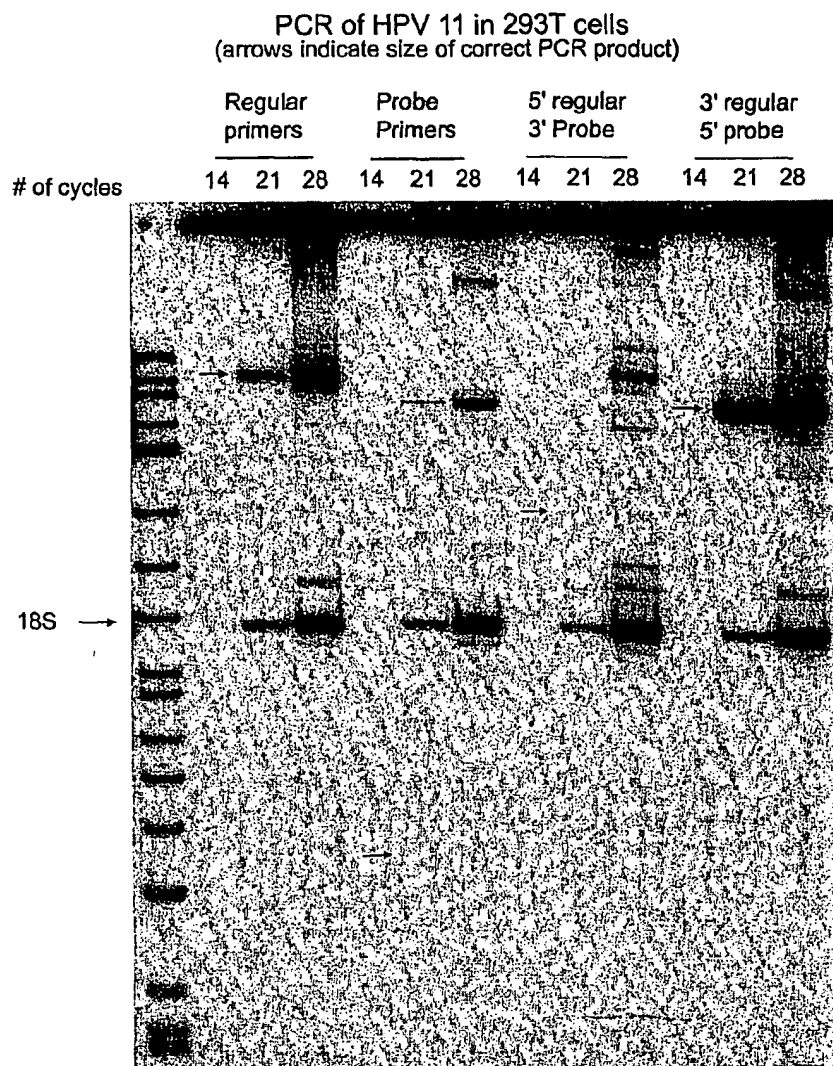 PCR of HPV 11 in 293T cells
(arrows indicate size of correct PCR product)
Regular primers
Probe Primers
5' regular 3' Probe
3' regular 5' probe
# of cycles 14 21 28 14 21 28 14 21 28 14 21 28
18S